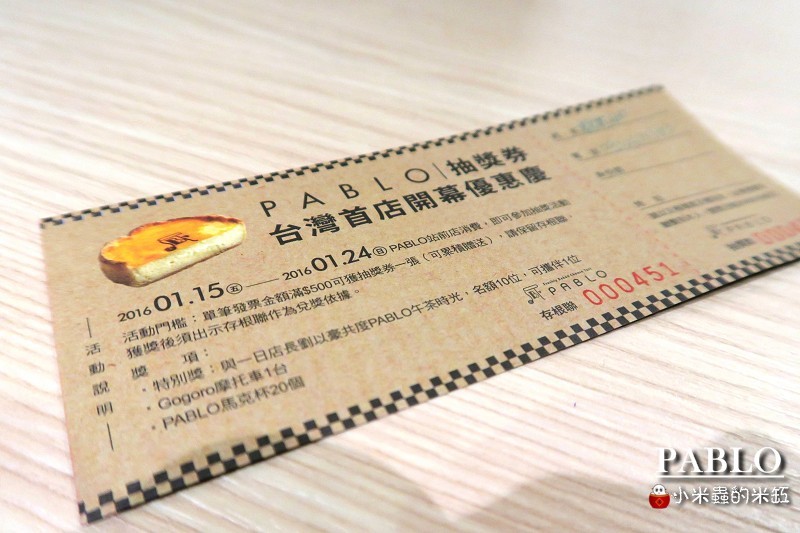 PABLO|抽獎券
台灣首店開幕優惠慶
2016 01.15(五)——2016 01.24(日) PABLO站前店消費,即可參加抽獎活動
活動說明
活動門檻:單筆發票金額滿$500可獲抽獎券一張(可累積贈送),請保留存根聯
獲獎後須出示存根聯作為兌獎依據。
獎 項:
·特別獎:與一日店長劉以豪共度PABLO午茶時光,名額10位,可攜伴1位
·Gogoro摩托車1台
·PABLO馬克杯20個
PABLO
存根聯
000451
PABLO
小米蟲的米缸